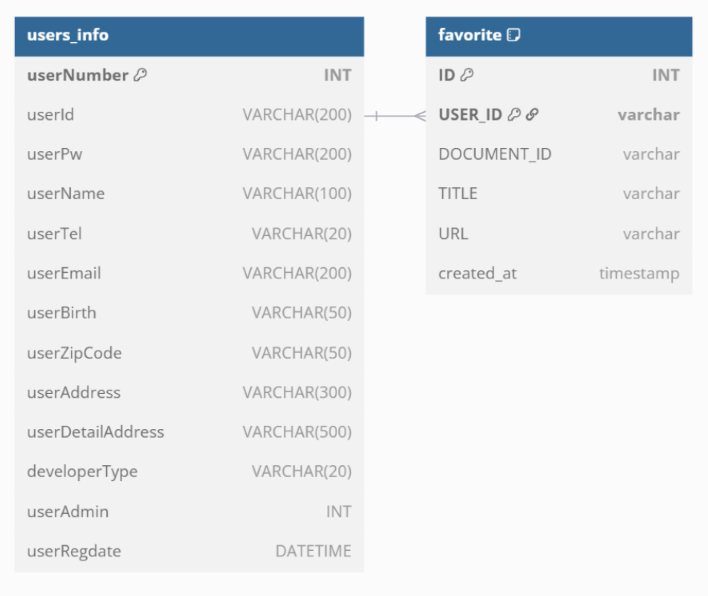 users_info
userNumber INT
userId VARCHAR(200)
userPw VARCHAR(200)
userName VARCHAR(100)
userTel VARCHAR(20)
userEmail VARCHAR(200)
userBirth VARCHAR(50)
userZipCode VARCHAR(50)
userAddress VARCHAR(300)
userDetailAddress VARCHAR(500)
developerType VARCHAR(20)
userAdmin INT
userRegdate DATETIME
favorite
ID INT
USER_ID varchar
DOCUMENT_ID varchar
TITLE varchar
URL varchar
created_at timestamp